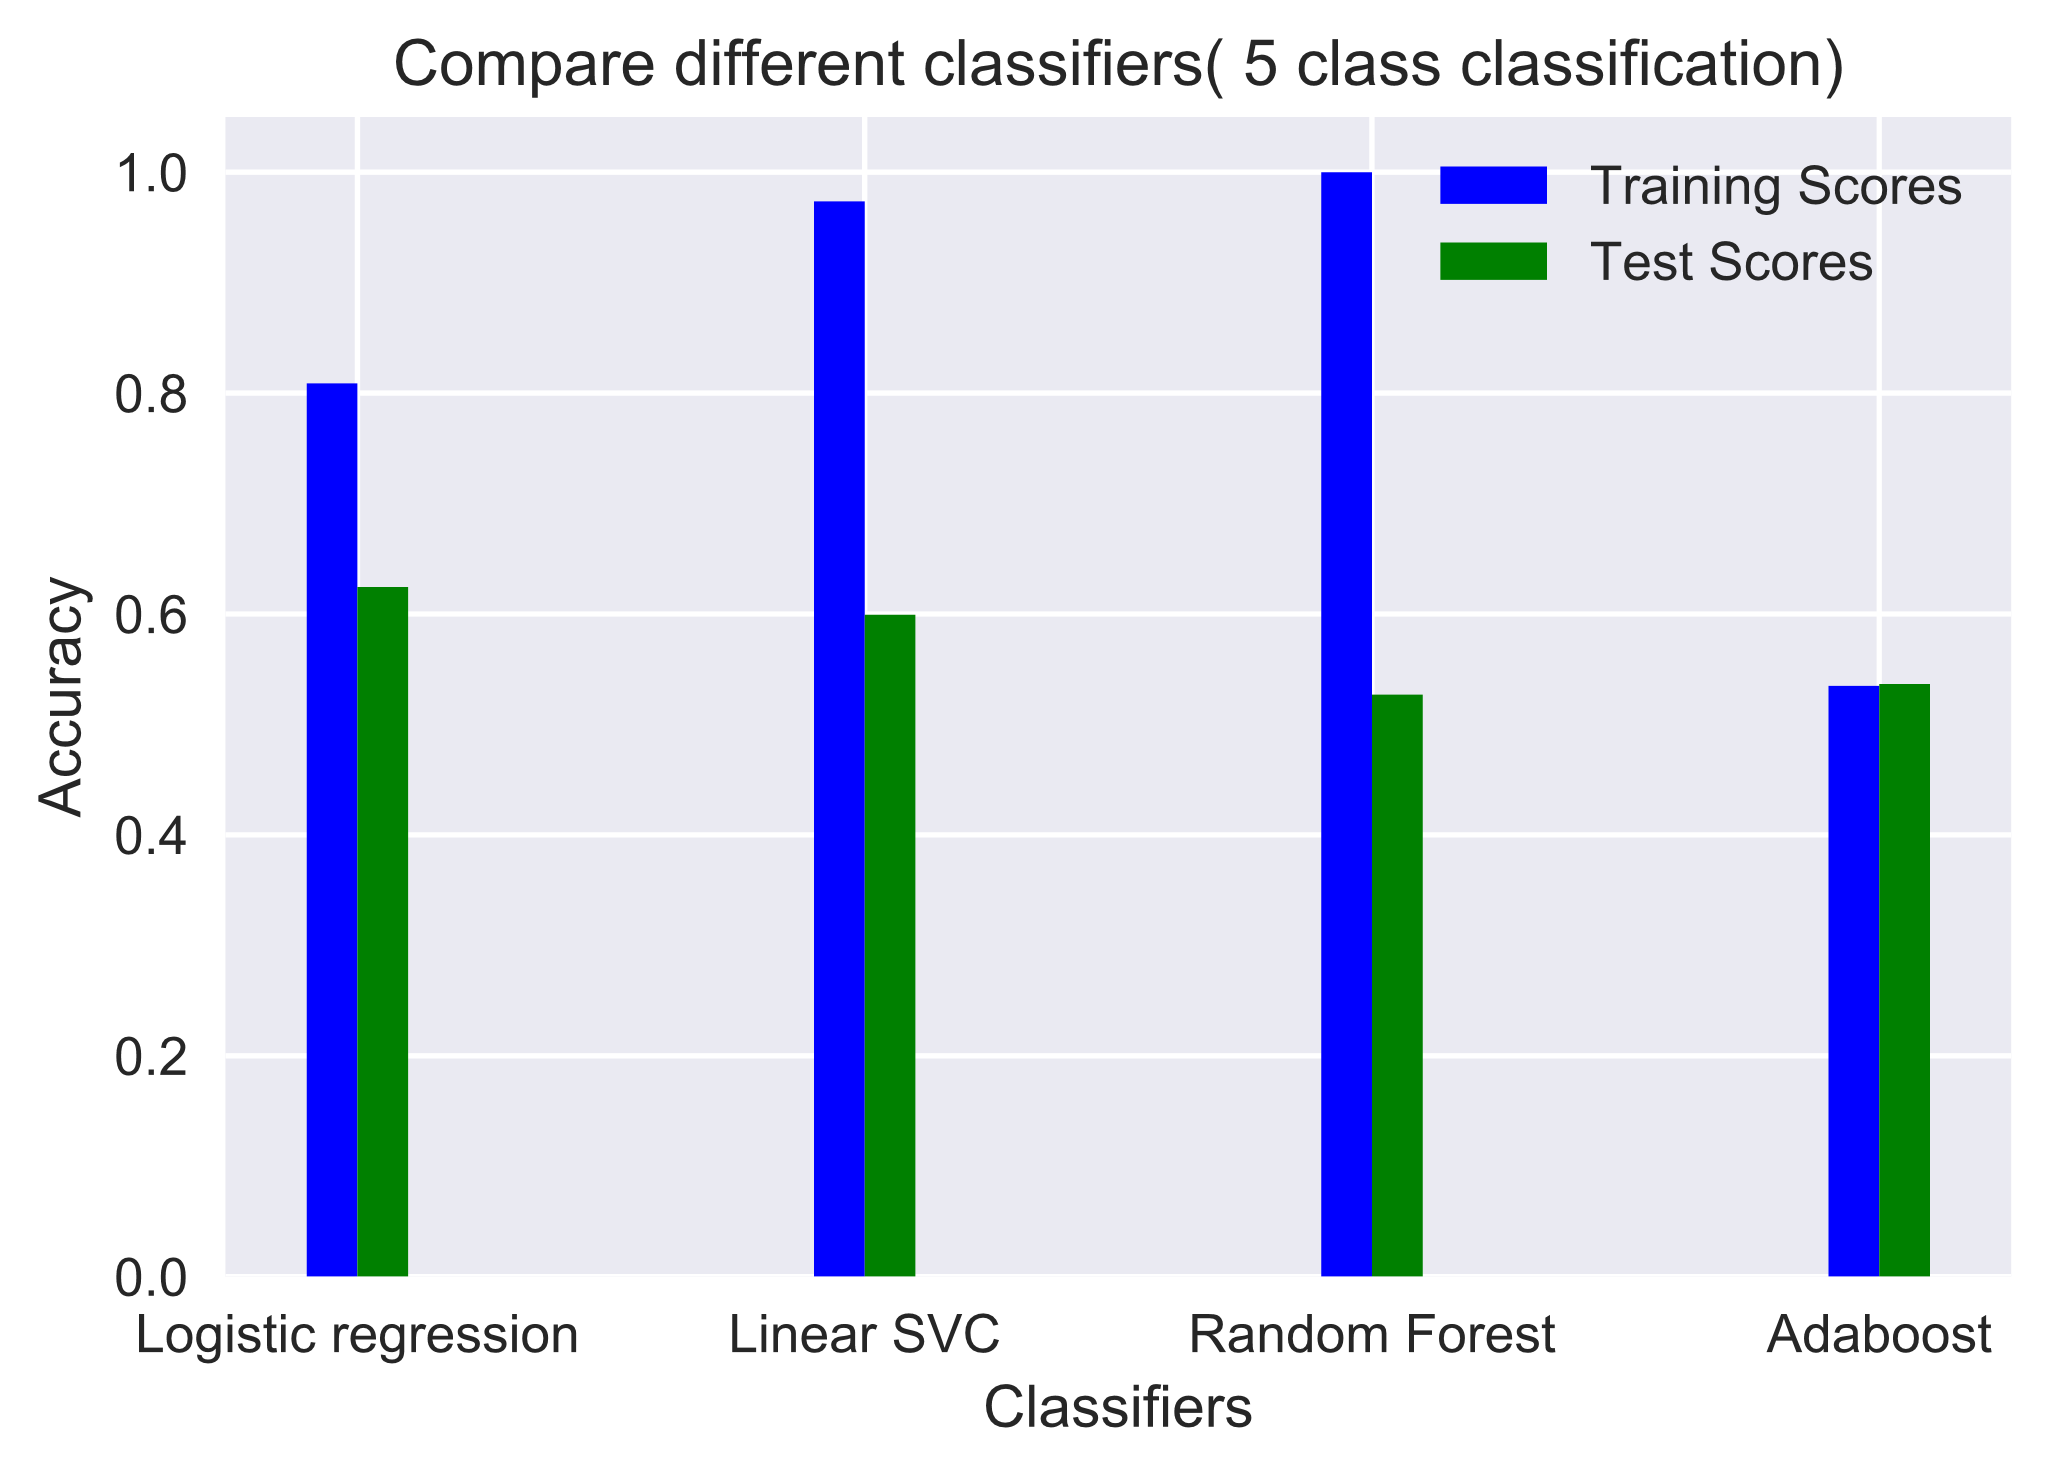 Compare different classifiers( 5 class classification)
Training Scores
Test Scores
1.0
0.8
0.6
0.4
0.2
0.0
Accuracy
Logistic regression
Linear SVC
Random Forest
Adaboost
Classifiers